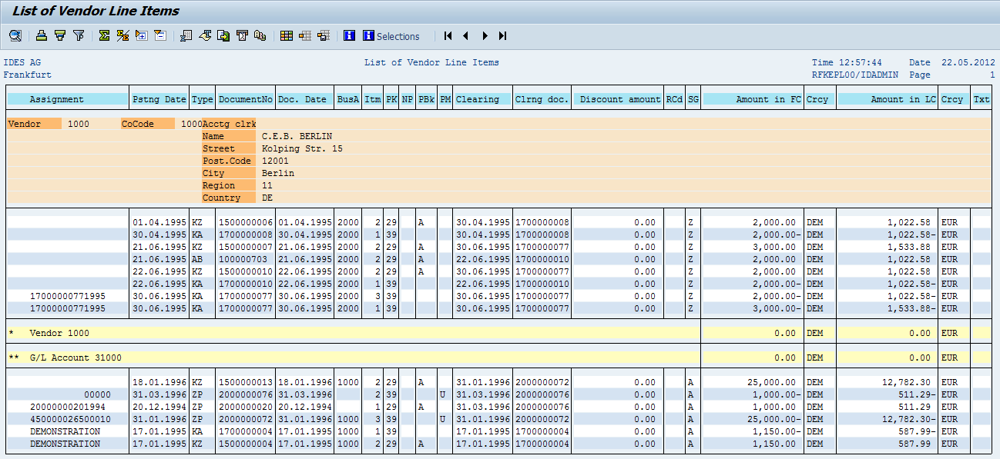 List of Vendor Line Items
Selections
IDES AG List of Vendor Line Items Time 12:57:44 Date 22.05.2012
Frankfurt RFKEPL00/IDADMIN Page 1
Assignment Pstng Date Type DocumentNo Doc. Date BusA Itm PK NP PBk PM Clearing Clrng doc. Discount amount RCd SG Amount in FC Crcy Amount in LC Crcy Txt
Vendor 1000 CoCode 1000 Acctg clrk
Name C.E.B. BERLIN
Street Kolping Str. 15
Post.Code 12001
City Berlin
Region 11
Country DE
01.04.1995 KZ 1500000006 01.04.1995 2000 2 29 A 30.04.1995 1700000008 0.00 Z 2,000.00 DEM 1,022.58 EUR
30.04.1995 KA 1700000008 30.04.1995 2000 1 39 30.04.1995 1700000008 0.00 Z 2,000.00- DEM 1,022.58- EUR
21.06.1995 KZ 1500000007 21.06.1995 2000 2 29 A 30.06.1995 1700000077 0.00 Z 3,000.00 DEM 1,533.88 EUR
21.06.1995 AB 100000703 21.06.1995 2000 2 29 A 22.06.1995 1700000010 0.00 Z 2,000.00 DEM 1,022.58 EUR
22.06.1995 KZ 1500000010 22.06.1995 2000 2 29 A 30.06.1995 1700000077 0.00 Z 2,000.00 DEM 1,022.58 EUR
22.06.1995 KA 1700000010 22.06.1995 2000 1 39 22.06.1995 1700000010 0.00 Z 2,000.00- DEM 1,022.58- EUR
17000000771995 30.06.1995 KA 1700000077 30.06.1995 2000 3 39 30.06.1995 1700000077 0.00 Z 2,000.00- DEM 1,022.58- EUR
17000000771995 30.06.1995 KA 1700000077 30.06.1995 2000 1 39 30.06.1995 1700000077 0.00 Z 3,000.00- DEM 1,533.88- EUR
* Vendor 1000 0.00 DEM 0.00 EUR
** G/L Account 31000 0.00 DEM 0.00 EUR
18.01.1996 KZ 1500000013 18.01.1996 1000 2 29 A 31.01.1996 2000000072 0.00 A 25,000.00 DEM 12,782.30 EUR
00000 31.03.1996 ZP 2000000076 31.03.1996 2 39 U 31.03.1996 2000000076 0.00 A 1,000.00- DEM 511.29- EUR
20000000201994 20.12.1994 ZP 2000000020 20.12.1994 1 29 A 31.03.1996 2000000076 0.00 A 1,000.00 DEM 511.29 EUR
450000026500010 31.01.1996 ZP 2000000072 31.01.1996 1000 3 39 U 31.01.1996 2000000072 0.00 A 25,000.00- DEM 12,782.30- EUR
DEMONSTRATION 17.01.1995 KA 1700000004 17.01.1995 1000 1 39 17.01.1995 1700000004 0.00 A 1,150.00- DEM 587.99- EUR
DEMONSTRATION 17.01.1995 KZ 1500000004 17.01.1995 1000 2 29 A 17.01.1995 1700000004 0.00 A 1,150.00 DEM 587.99 EUR